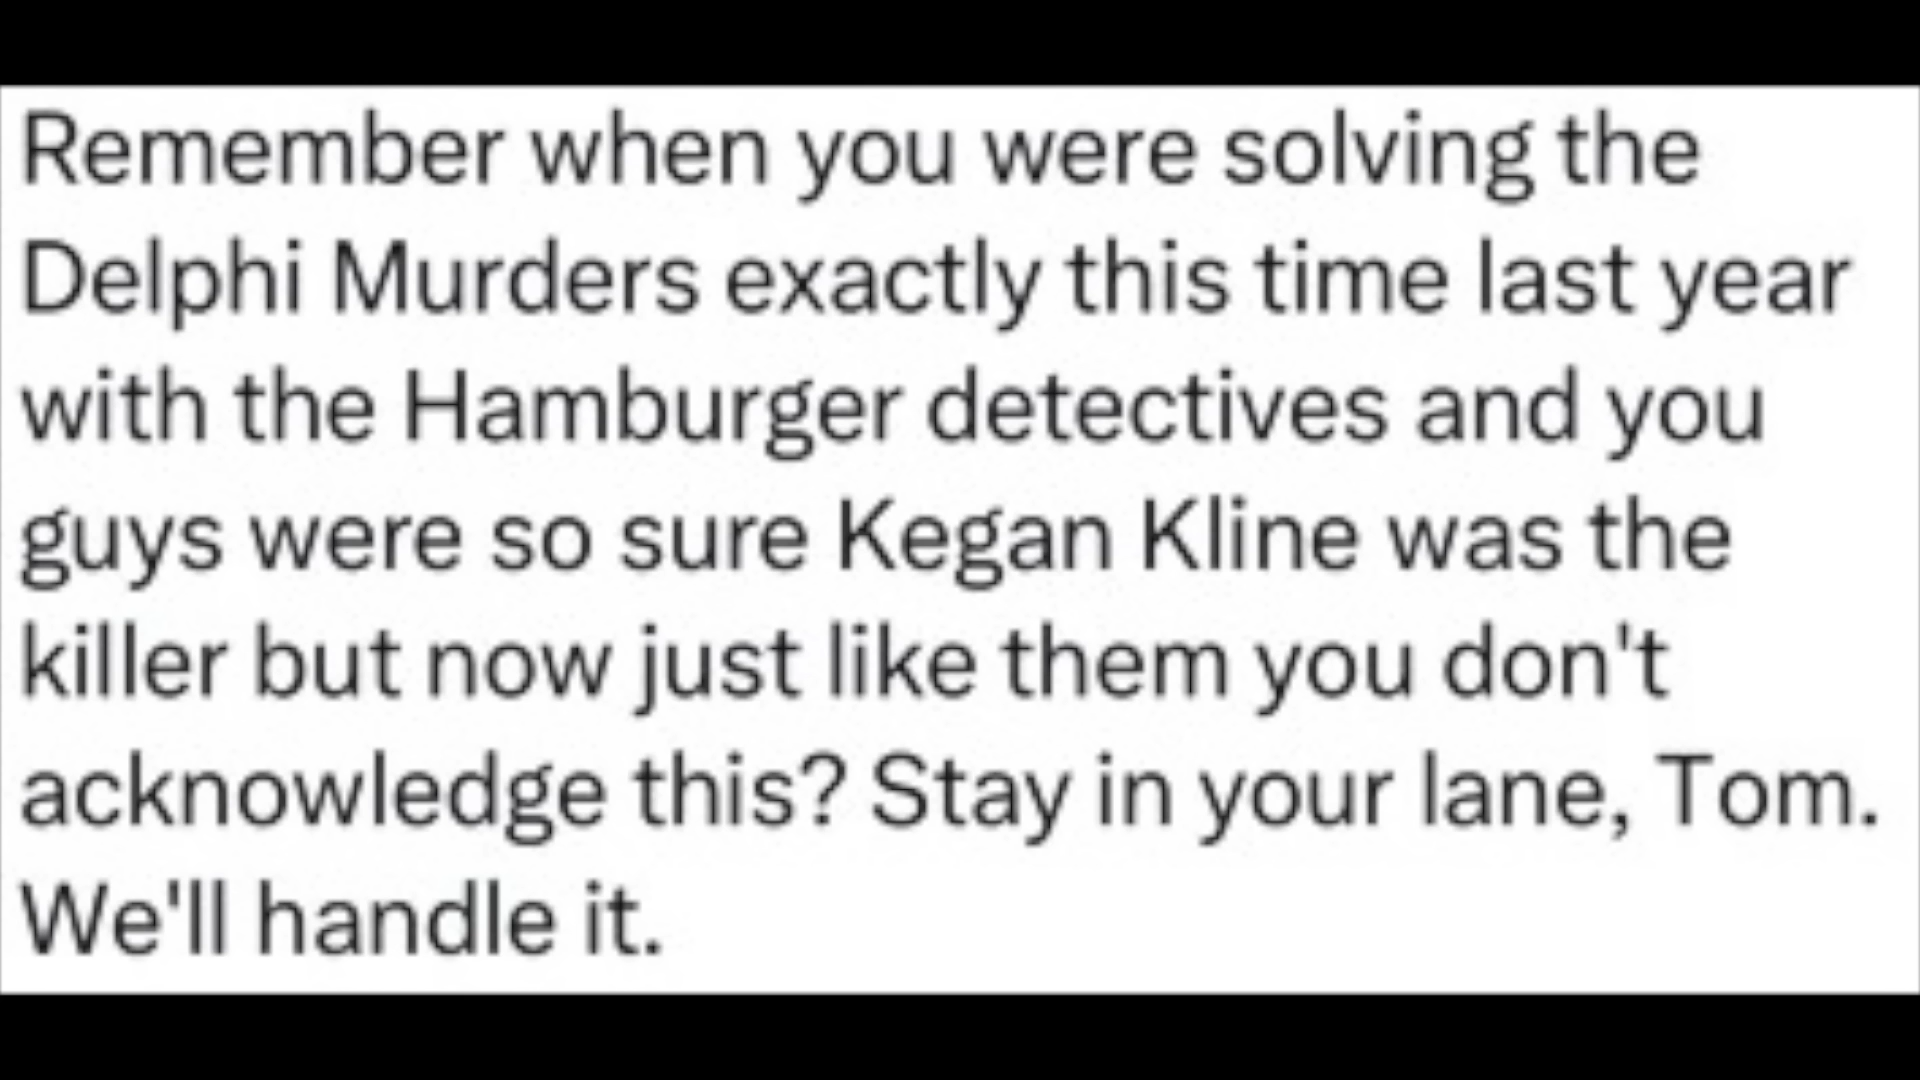 Remember when you were solving the
Delphi Murders exactly this time last year
with the Hamburger detectives and you
guys were so sure Kegan Kline was the
killer but now just like them you don't
acknowledge this? Stay in your lane, Tom.
We'll handle it.